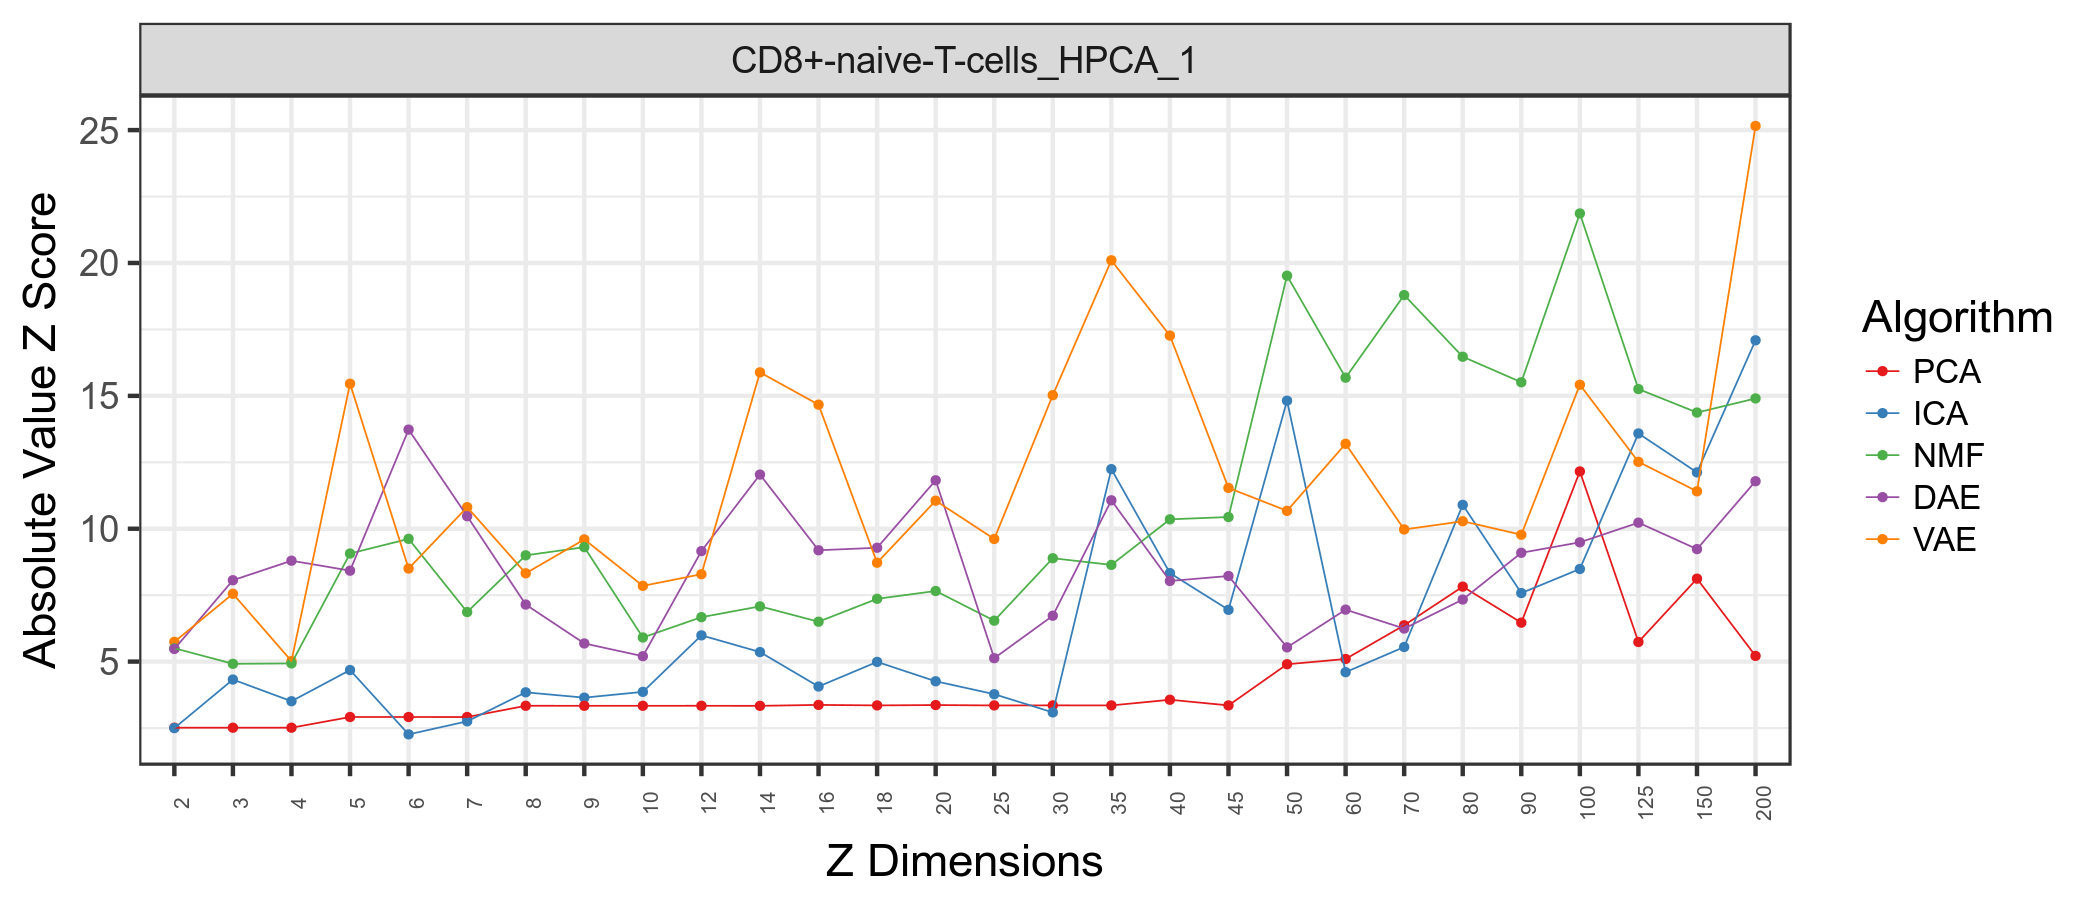 CD8+-naive-T-cells_HPCA_1
Absolute Value Z Score
25
20
15
10
5
2 3 4 5 6 7 8 9 10 12 14 16 18 20 25 30 35 40 45 50 60 70 80 90 100 125 150 200
Z Dimensions
Algorithm
PCA
ICA
NMF
DAE
VAE